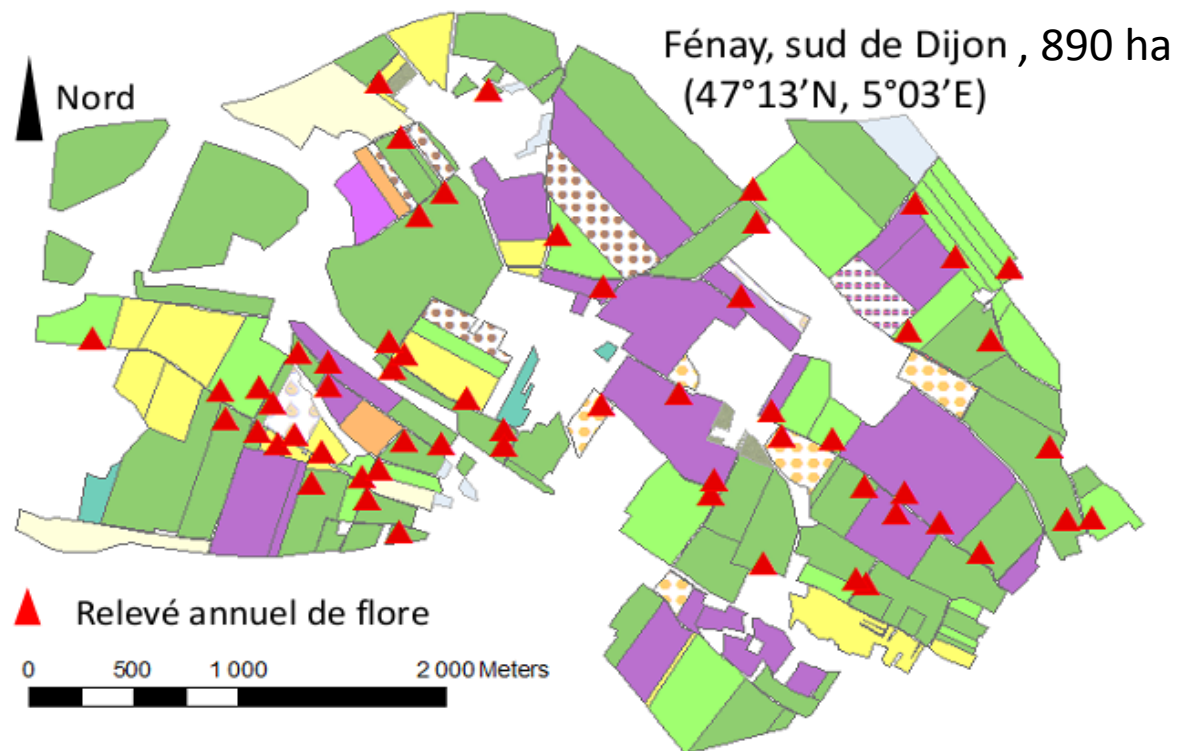 Fénay, sud de Dijon , 890 ha
(47°13’N, 5°03’E)
Nord
Relevé annuel de flore
0 500 1 000 2 000 Meters